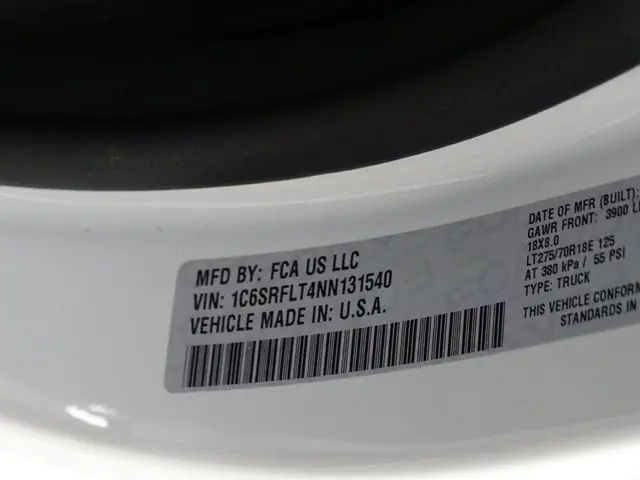 MFD BY: FCA US LLC
VIN: 1C6SRFLT4NN131540
VEHICLE MADE IN: U.S.A.
DATE OF MFR (BUILT):
GAWR FRONT: 3900
18X8.0
LT275/70R18E 125
AT 380 kPa / 55 PSI
TYPE: TRUCK
THIS VEHICLE CONFORM
STANDARDS IN